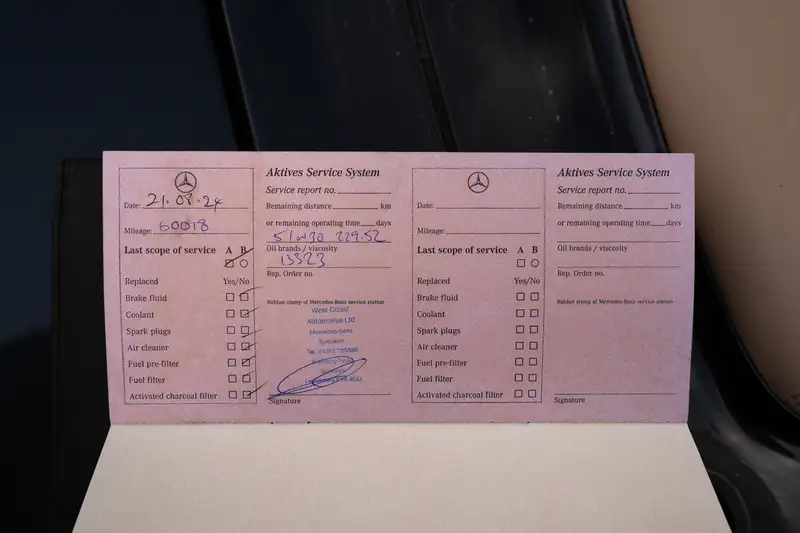 Date: 21.08.24
Mileage: 60018
Last scope of service A B
Replaced Yes/No
Brake fluid
Coolant
Spark plugs
Air cleaner
Fuel pre-filter
Fuel filter
Activated charcoal filter
Aktives Service System
Service report no.
Remaining distance km
or remaining operating time days
5/w30 229.52
Oil brands / viscosity
13323
Rep. Order no.
Rubber stamp of Mercedes-Benz service station
West Coast
Automotive Ltd
Mercedes-Benz
Specialist
Signature
Date:
Mileage:
Last scope of service A B
Replaced Yes/No
Brake fluid
Coolant
Spark plugs
Air cleaner
Fuel pre-filter
Fuel filter
Activated charcoal filter
Aktives Service System
Service report no.
Remaining distance km
or remaining operating time days
Oil brands / viscosity
Rep. Order no.
Rubber stamp of Mercedes-Benz service station
Signature